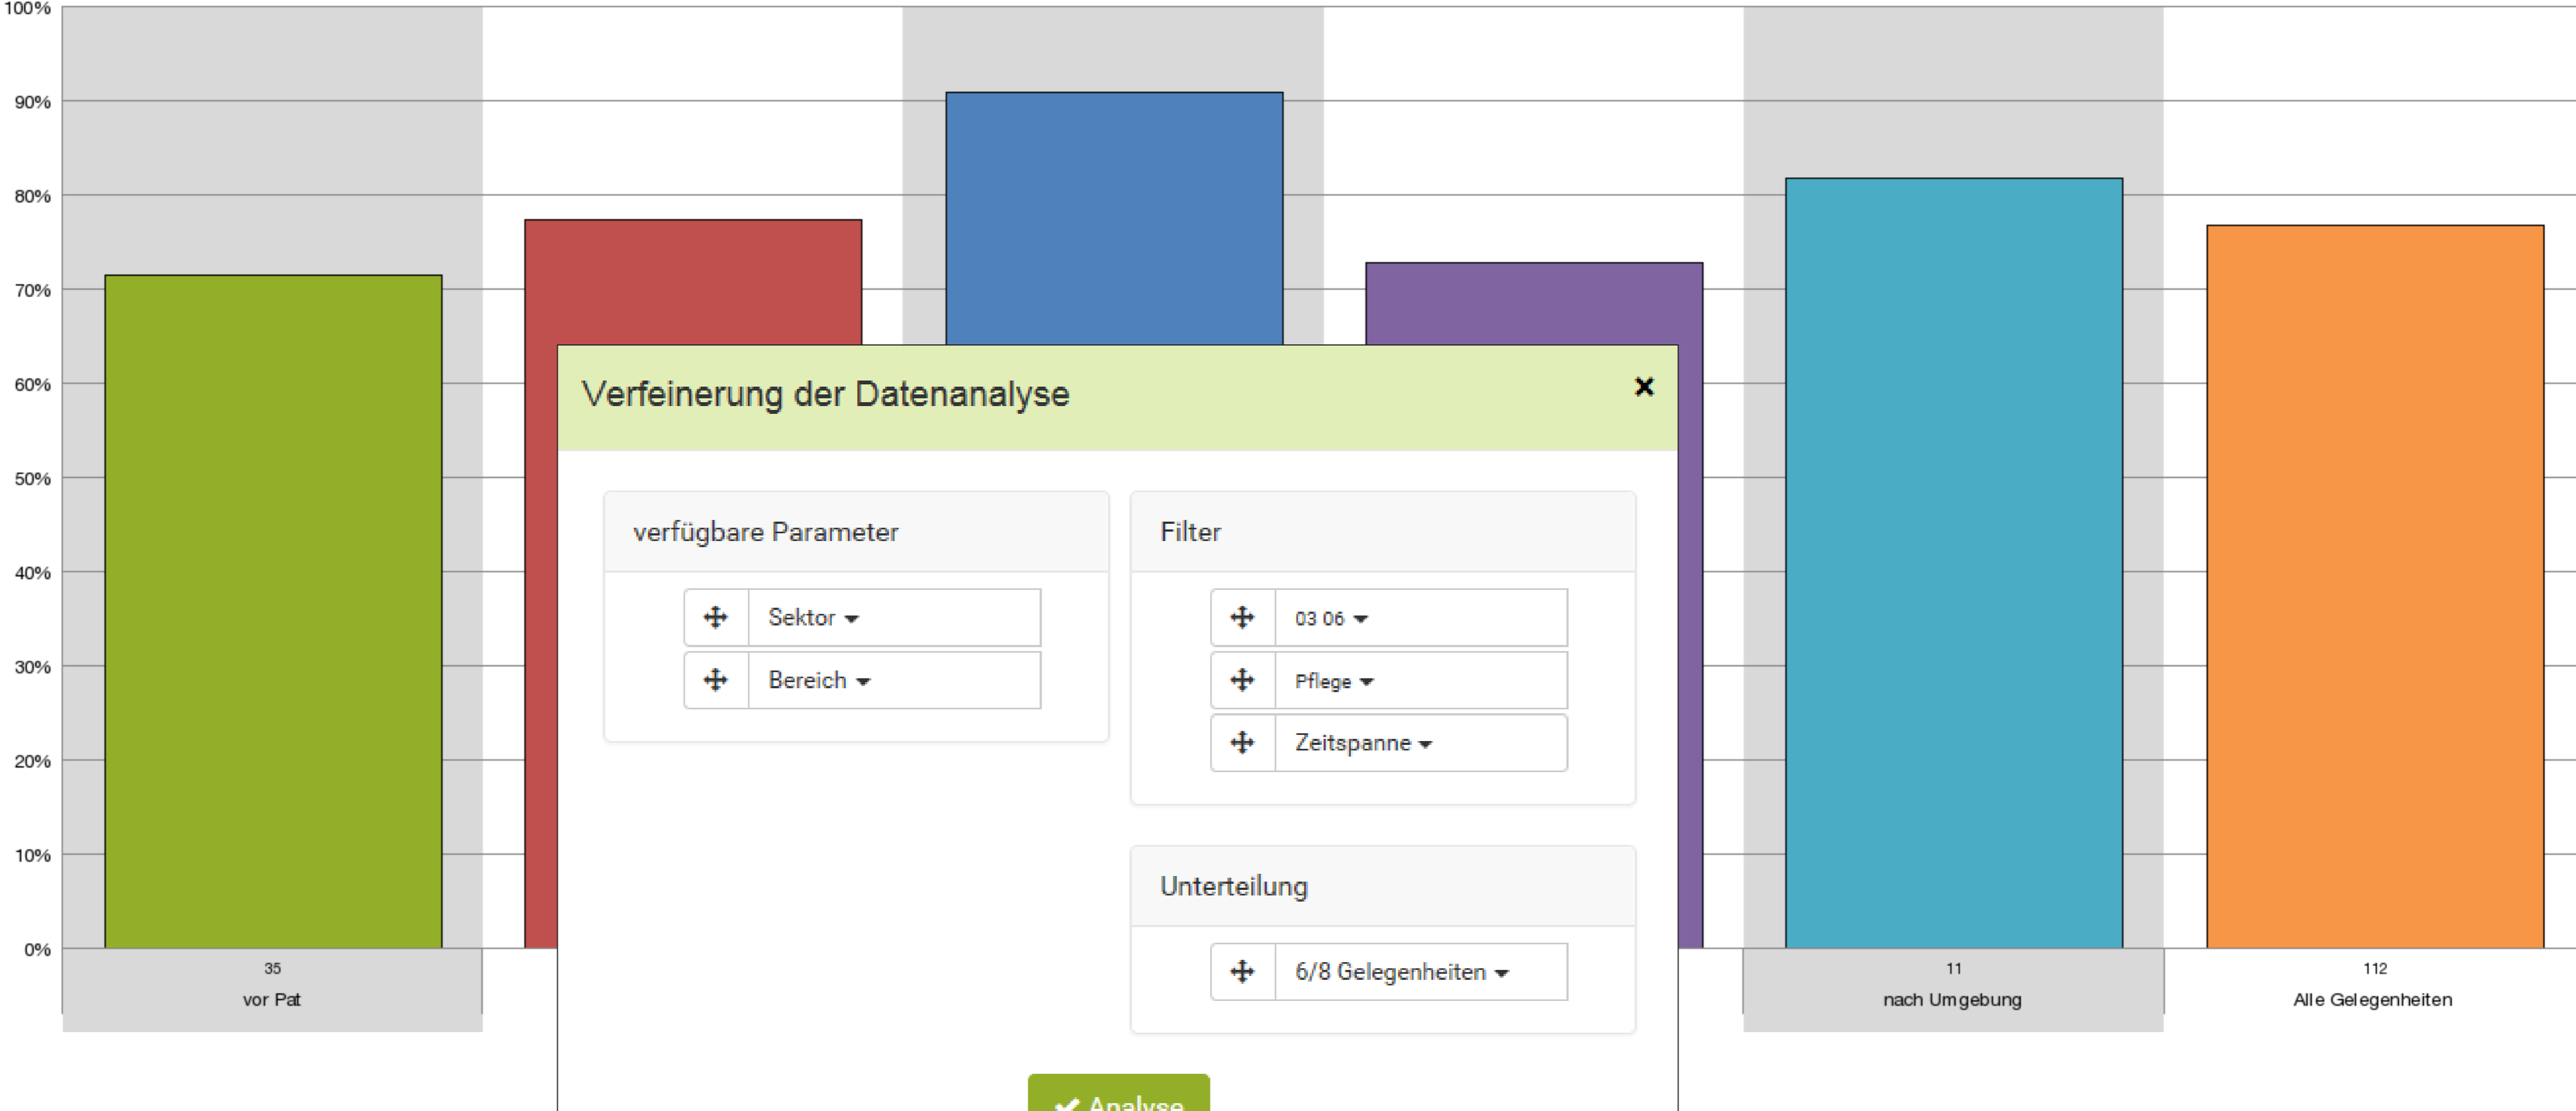 100%
90%
80%
70%
60%
50%
40%
30%
20%
10%
0%
Verfeinerung der Datenanalyse
verfügbare Parameter
Sektor
Bereich
Filter
03 06
Pflege
Zeitspanne
Unterteilung
6/8 Gelegenheiten
Analyse
35
vor Pat
11
nach Umgebung
112
Alle Gelegenheiten